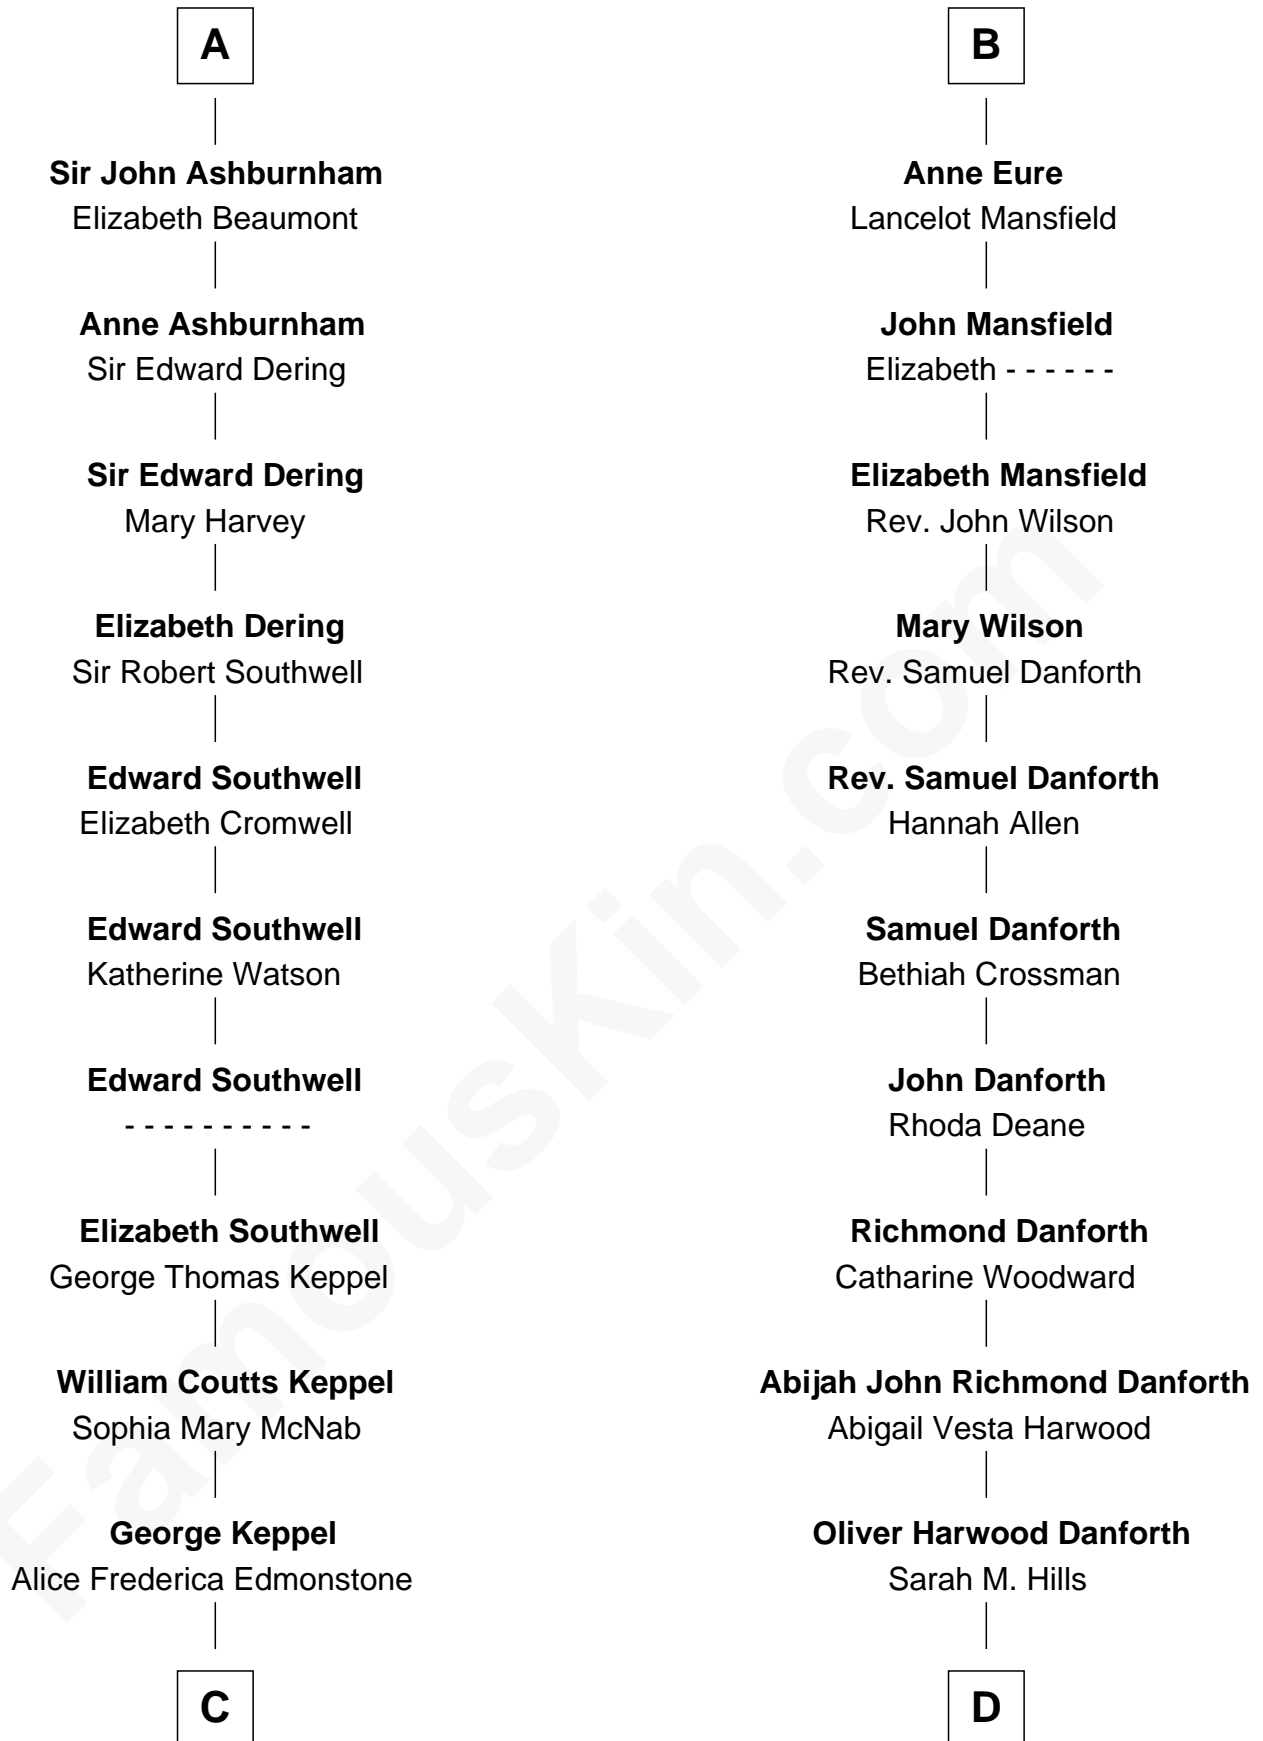 A
Sir John Ashburnham
Elizabeth Beaumont
Anne Ashburnham
Sir Edward Dering
Sir Edward Dering
Mary Harvey
Elizabeth Dering
Sir Robert Southwell
Edward Southwell
Elizabeth Cromwell
Edward Southwell
Katherine Watson
Edward Southwell
- - - - - - - - - -
Elizabeth Southwell
George Thomas Keppel
William Coutts Keppel
Sophia Mary McNab
George Keppel
Alice Frederica Edmonstone
C
B
Anne Eure
Lancelot Mansfield
John Mansfield
Elizabeth - - - - - -
Elizabeth Mansfield
Rev. John Wilson
Mary Wilson
Rev. Samuel Danforth
Rev. Samuel Danforth
Hannah Allen
Samuel Danforth
Bethiah Crossman
John Danforth
Rhoda Deane
Richmond Danforth
Catharine Woodward
Abijah John Richmond Danforth
Abigail Vesta Harwood
Oliver Harwood Danforth
Sarah M. Hills
D
FamousKin.com